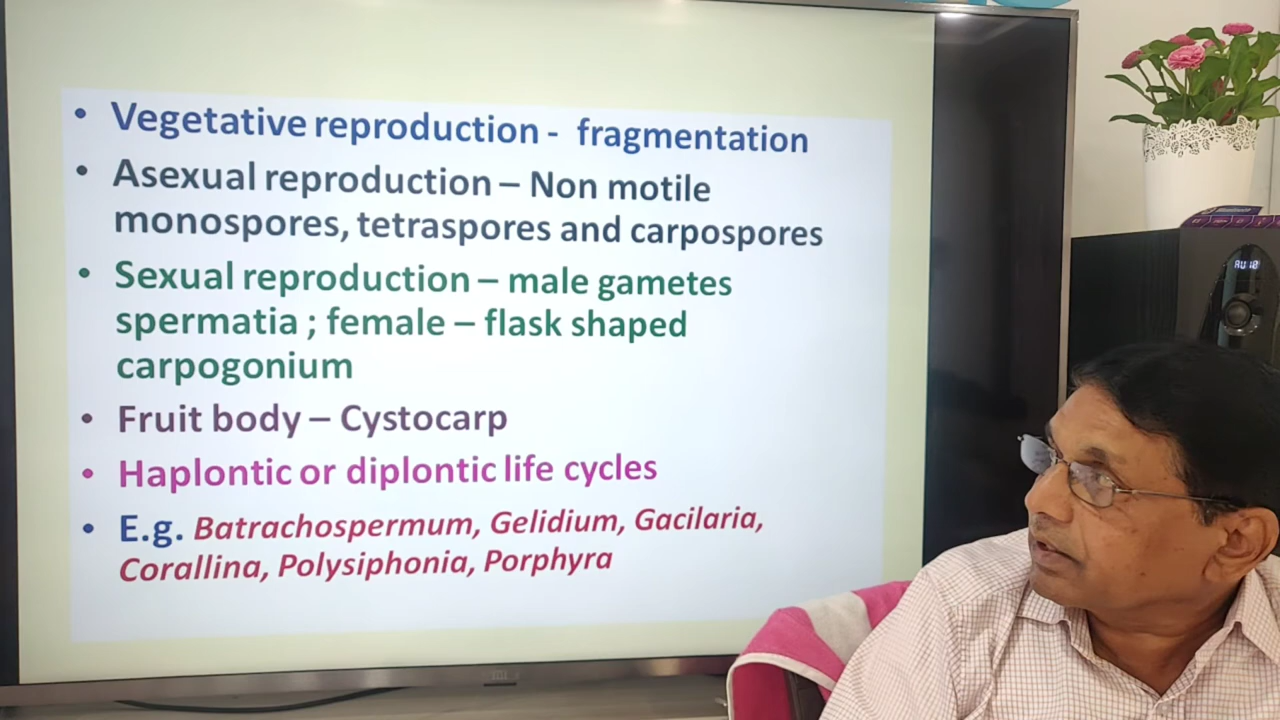 • Vegetative reproduction - fragmentation
• Asexual reproduction – Non motile
monospores, tetraspores and carpospores
• Sexual reproduction – male gametes
spermatia ; female – flask shaped
carpogonium
• Fruit body – Cystocarp
• Haplontic or diplontic life cycles
• E.g. Batrachospermum, Gelidium, Gacilaria,
Corallina, Polysiphonia, Porphyra